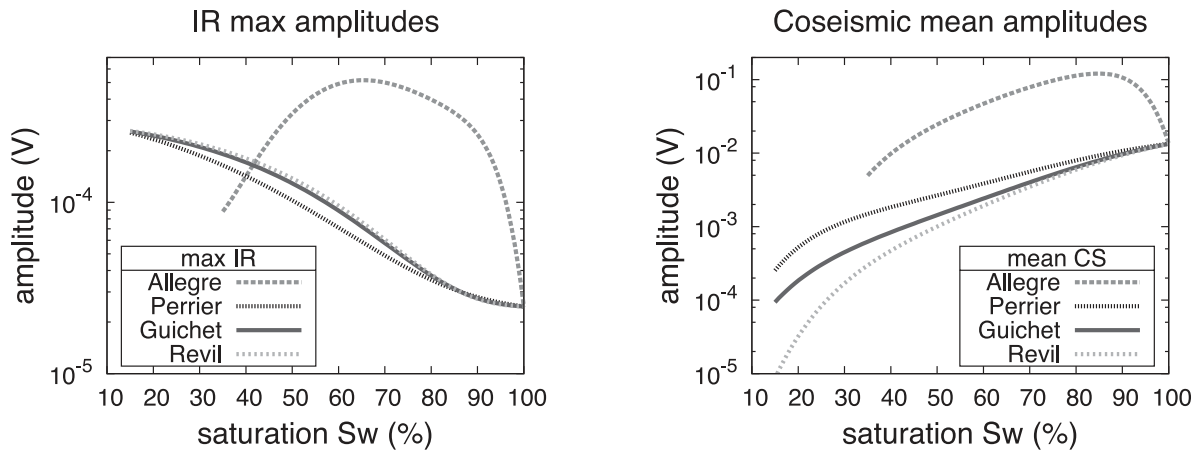 IR max amplitudes
amplitude (V)
10⁻⁴
10⁻⁵
max IR
Allegre
Perrier
Guichet
Revil
10 20 30 40 50 60 70 80 90 100
saturation Sw (%)
Coseismic mean amplitudes
amplitude (V)
10⁻¹
10⁻²
10⁻³
10⁻⁴
10⁻⁵
mean CS
Allegre
Perrier
Guichet
Revil
10 20 30 40 50 60 70 80 90 100
saturation Sw (%)